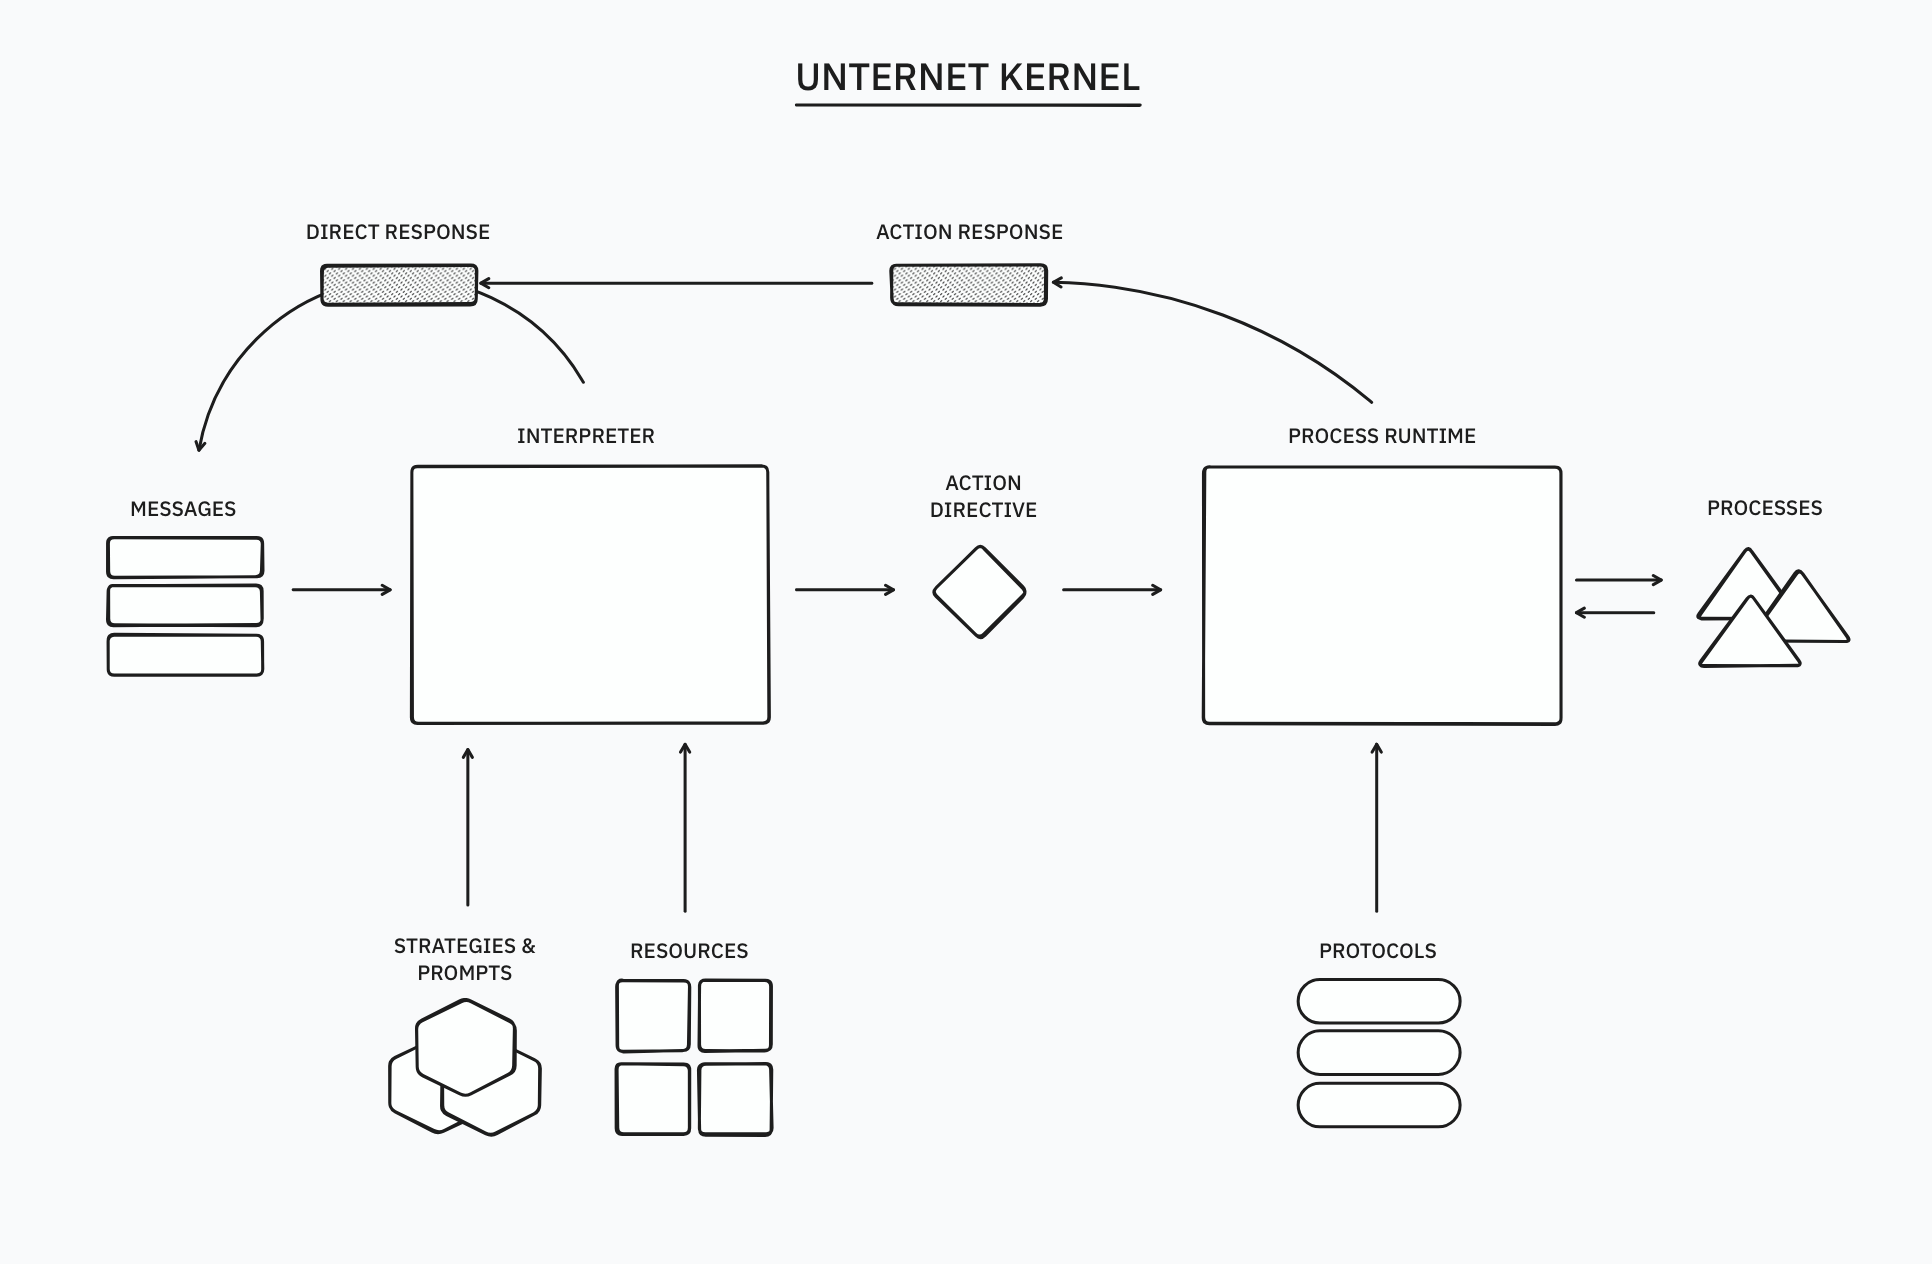 UNTERNET KERNEL
DIRECT RESPONSE
ACTION RESPONSE
INTERPRETER
PROCESS RUNTIME
ACTION
DIRECTIVE
MESSAGES
PROCESSES
STRATEGIES &
PROMPTS
RESOURCES
PROTOCOLS